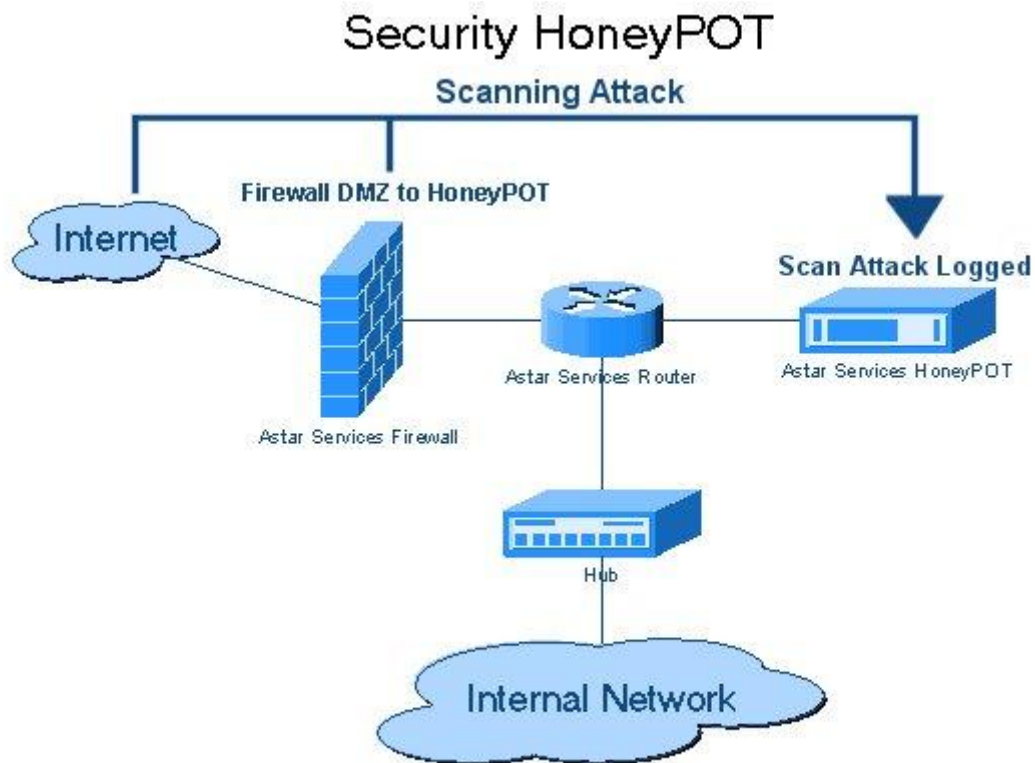 Security HoneyPOT
Scanning Attack
Firewall DMZ to HoneyPOT
Internet
Scan Attack Logged
Astar Services Router
Astar Services HoneyPOT
Astar Services Firewall
Hub
Internal Network